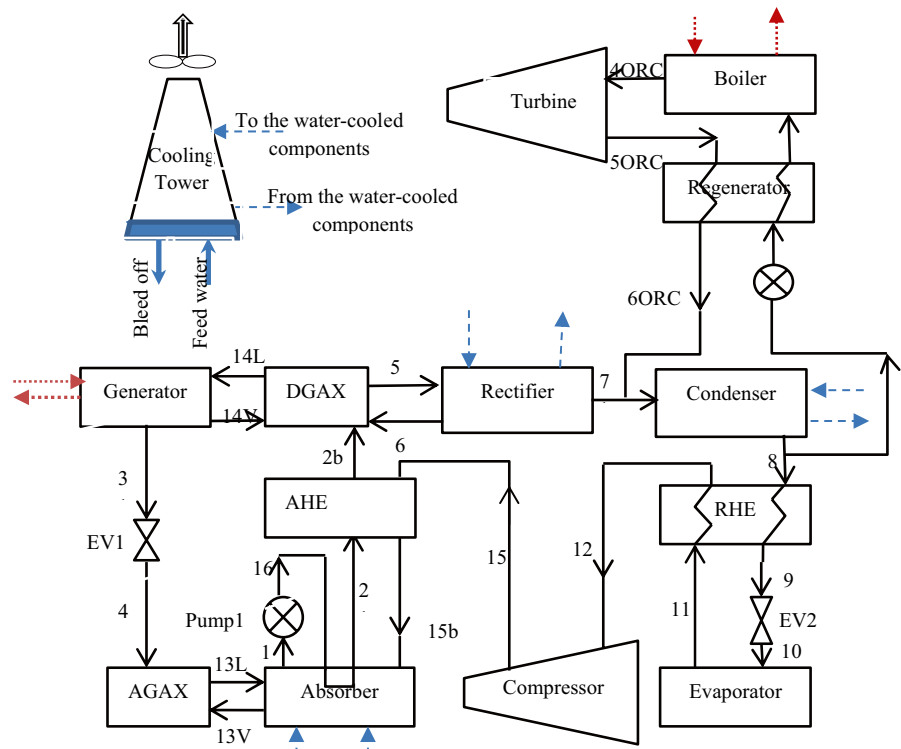 4ORC
Boiler
Turbine
To the water-cooled
components
Cooling
Tower
5ORC
Regenerator
From the water-cooled
components
Bleed off
Feed water
6ORC
14L
5
7
Generator
DGAX
Rectifier
Condenser
14V
6
2b
8
3
AHE
RHE
EV1
16
2
15
12
9
4
Pump1
15b
11
EV2
1
10
13L
AGAX
Absorber
Compressor
Evaporator
13V